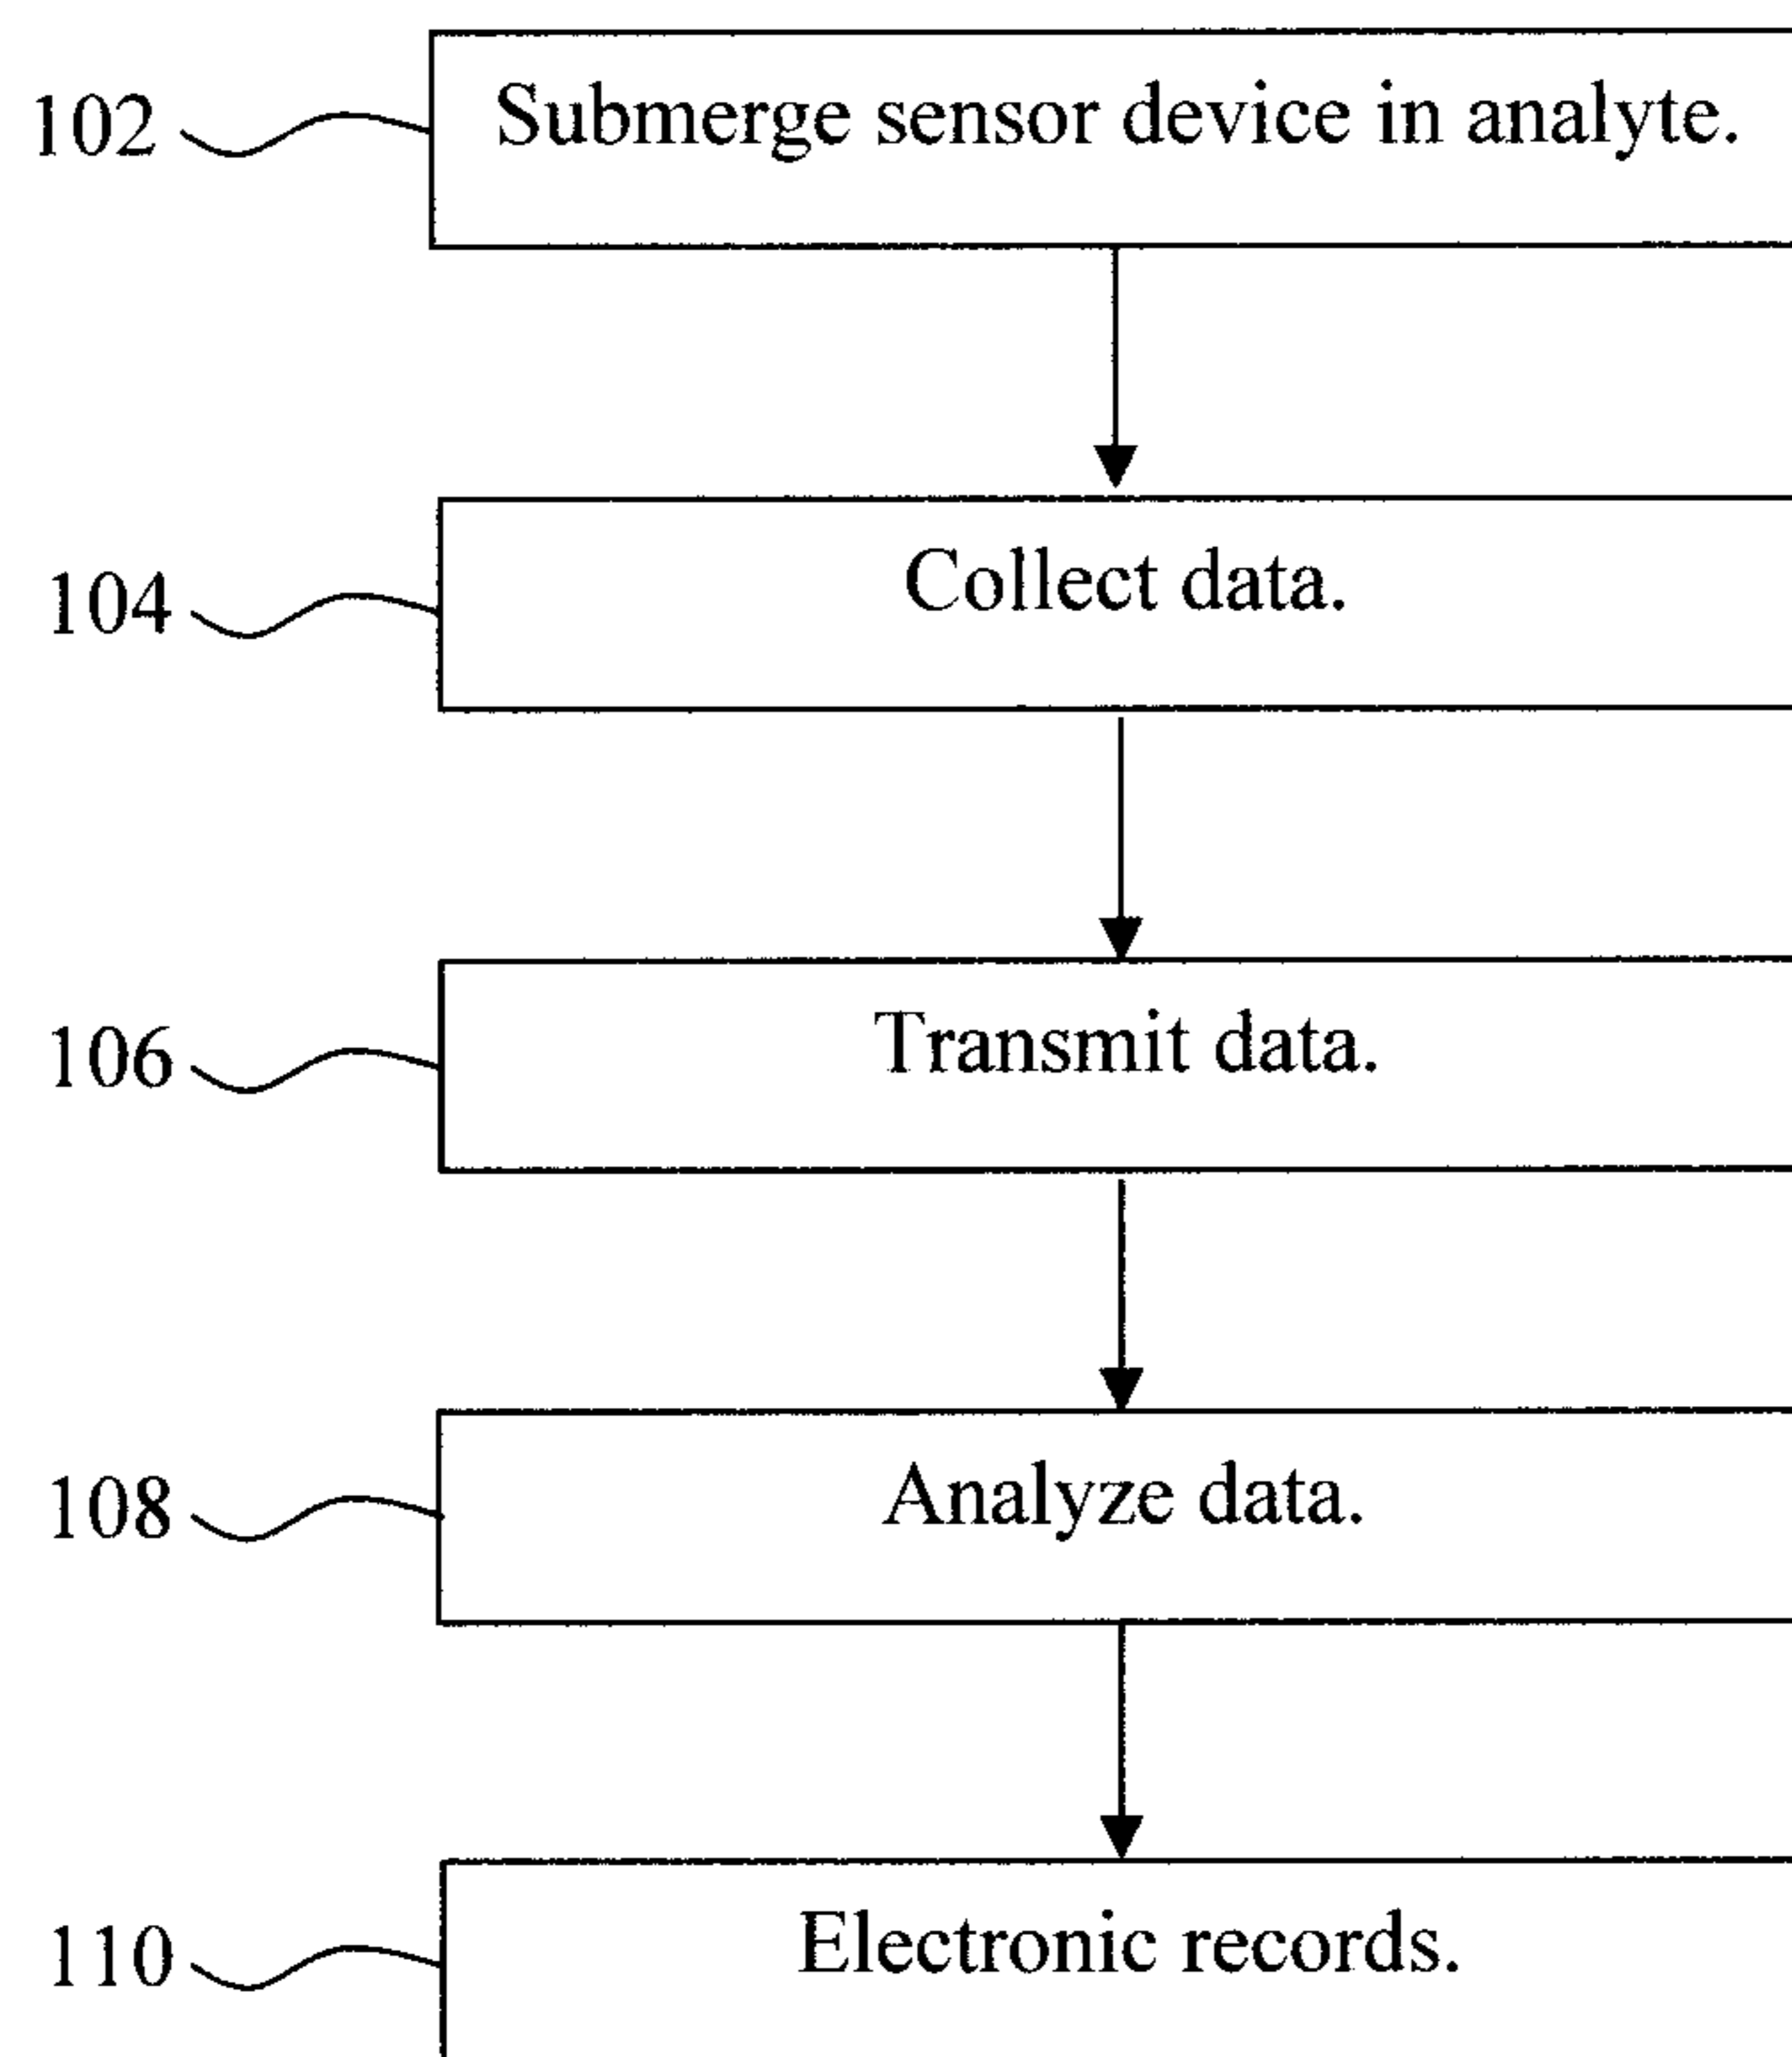 102 Submerge sensor device in analyte.
104 Collect data.
106 Transmit data.
108 Analyze data.
110 Electronic records.